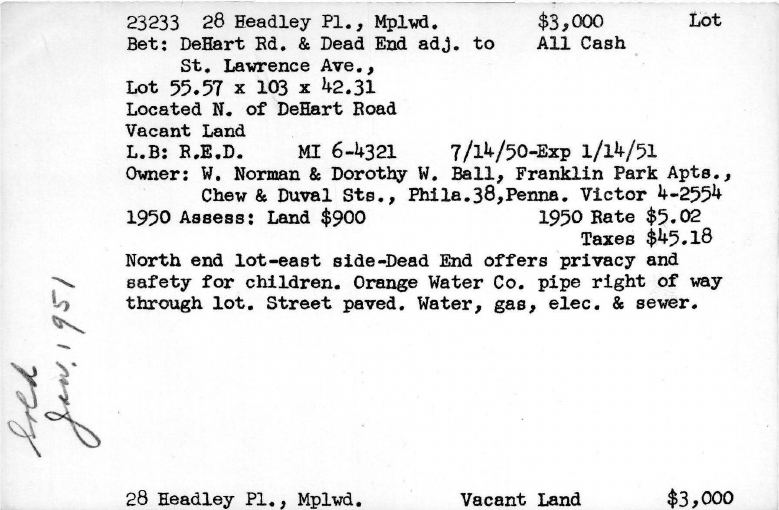 23233 28 Headley Pl., Mplwd. $3,000 Lot
Bet: DeHart Rd. & Dead End adj. to All Cash
St. Lawrence Ave.,
Lot 55.57 x 103 x 42.31
Located N. of DeHart Road
Vacant Land
L.B: R.E.D. MI 6-4321 7/14/50-Exp 1/14/51
Owner: W. Norman & Dorothy W. Ball, Franklin Park Apts.,
Chew & Duval Sts., Phila.38,Penna. Victor 4-2554
1950 Assess: Land $900 1950 Rate $5.02
Taxes $45.18
North end lot-east side-Dead End offers privacy and
safety for children. Orange Water Co. pipe right of way
through lot. Street paved. Water, gas, elec. & sewer.
Sold
Jan. 1951
28 Headley Pl., Mplwd. Vacant Land $3,000